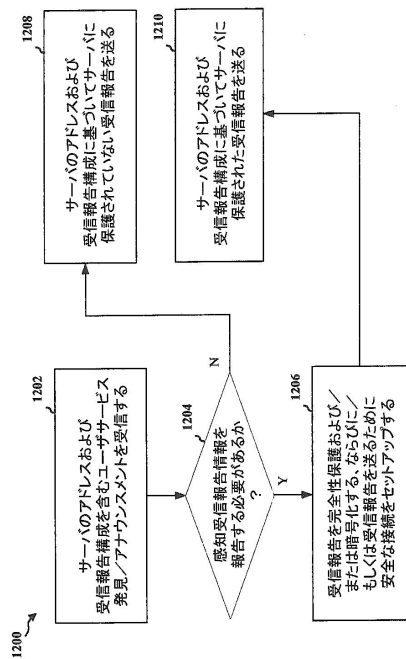 1200
1202
サーバのアドレスおよび
受信報告構成を含むユーザサービス
発見／アナウンスメントを受信する
1204
感知受信報告情報を
報告する必要があるか
?
N
Y
1206
受信報告を完全性保護および／
または暗号化する、ならびに／
もしくは受信報告を送るために
安全な接続をセットアップする
1208
サーバのアドレスおよび
受信報告構成に基づいてサーバに
保護されていない受信報告を送る
1210
サーバのアドレスおよび
受信報告構成に基づいてサーバに
保護された受信報告を送る